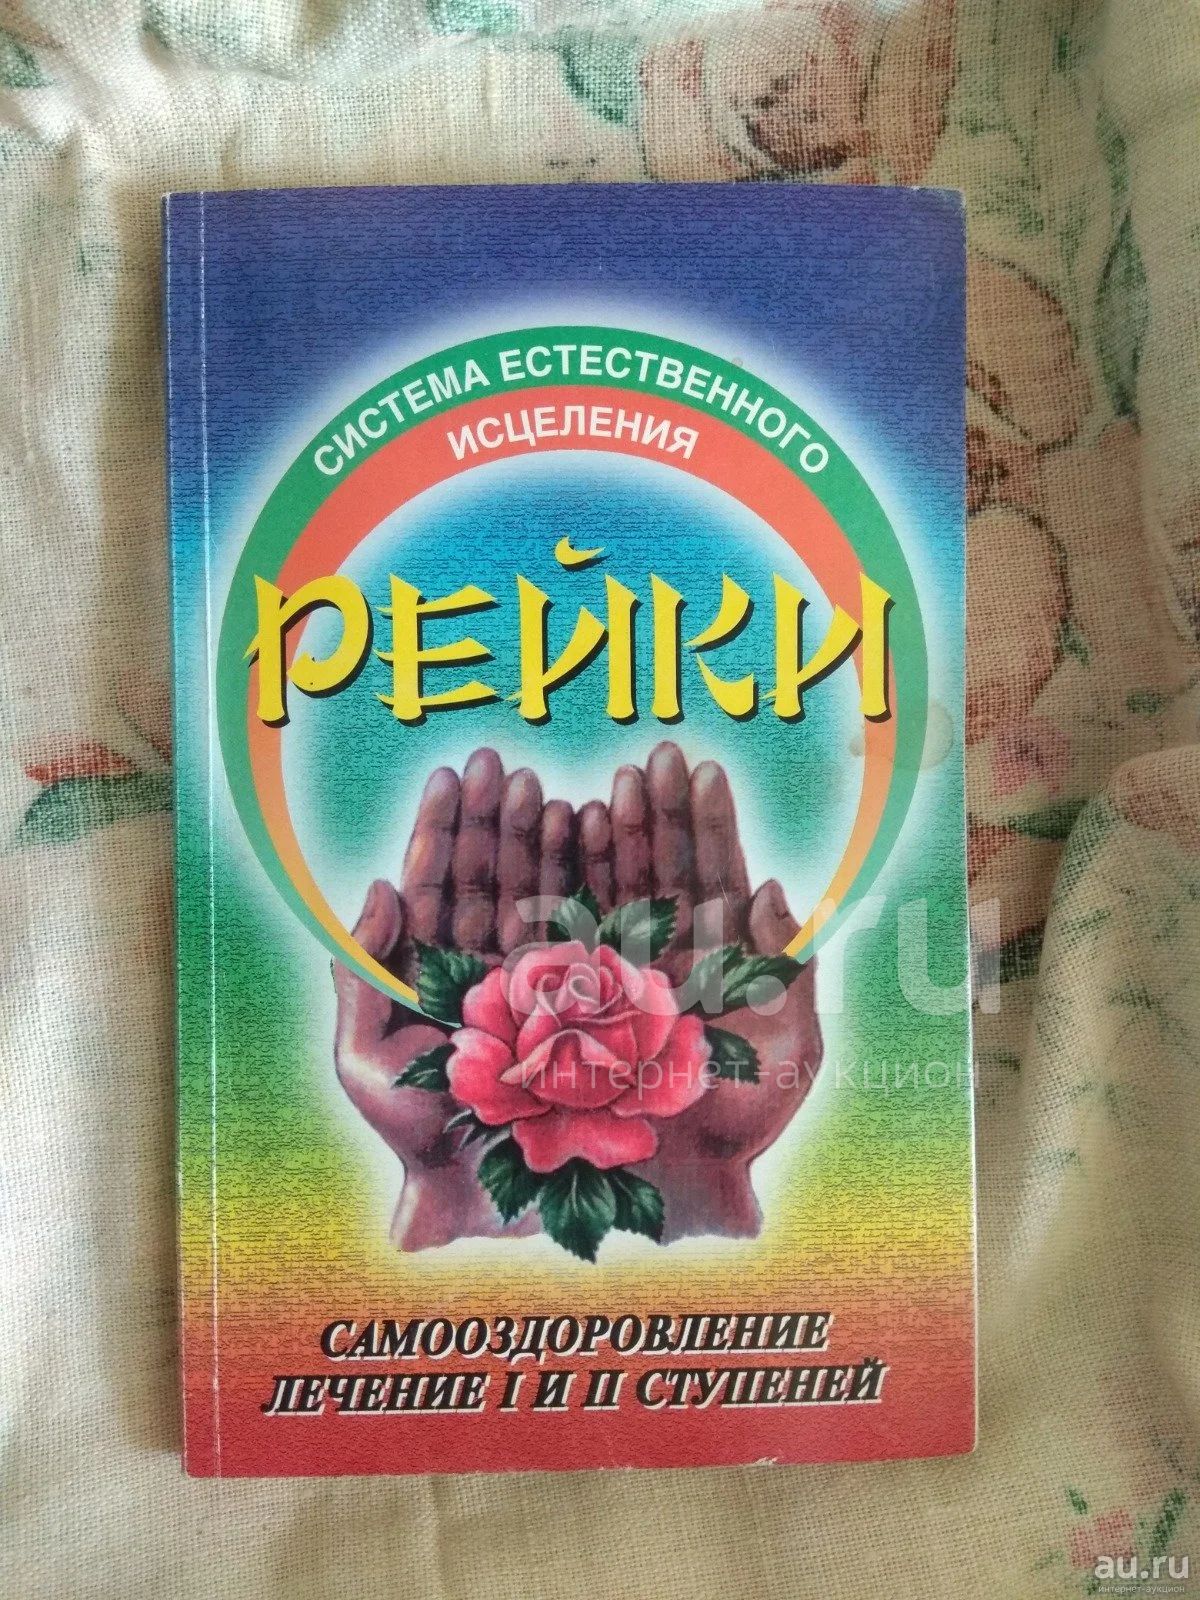 СИСТЕМА ЕСТЕСТВЕННОГО
ИСЦЕЛЕНИЯ
РЕЙКИ
au.ru
интернет-аукцион
САМООЗДОРОВЛЕНИЕ
ЛЕЧЕНИЕ I И II СТУПЕНЕЙ
au.ru
интернет-аукцион